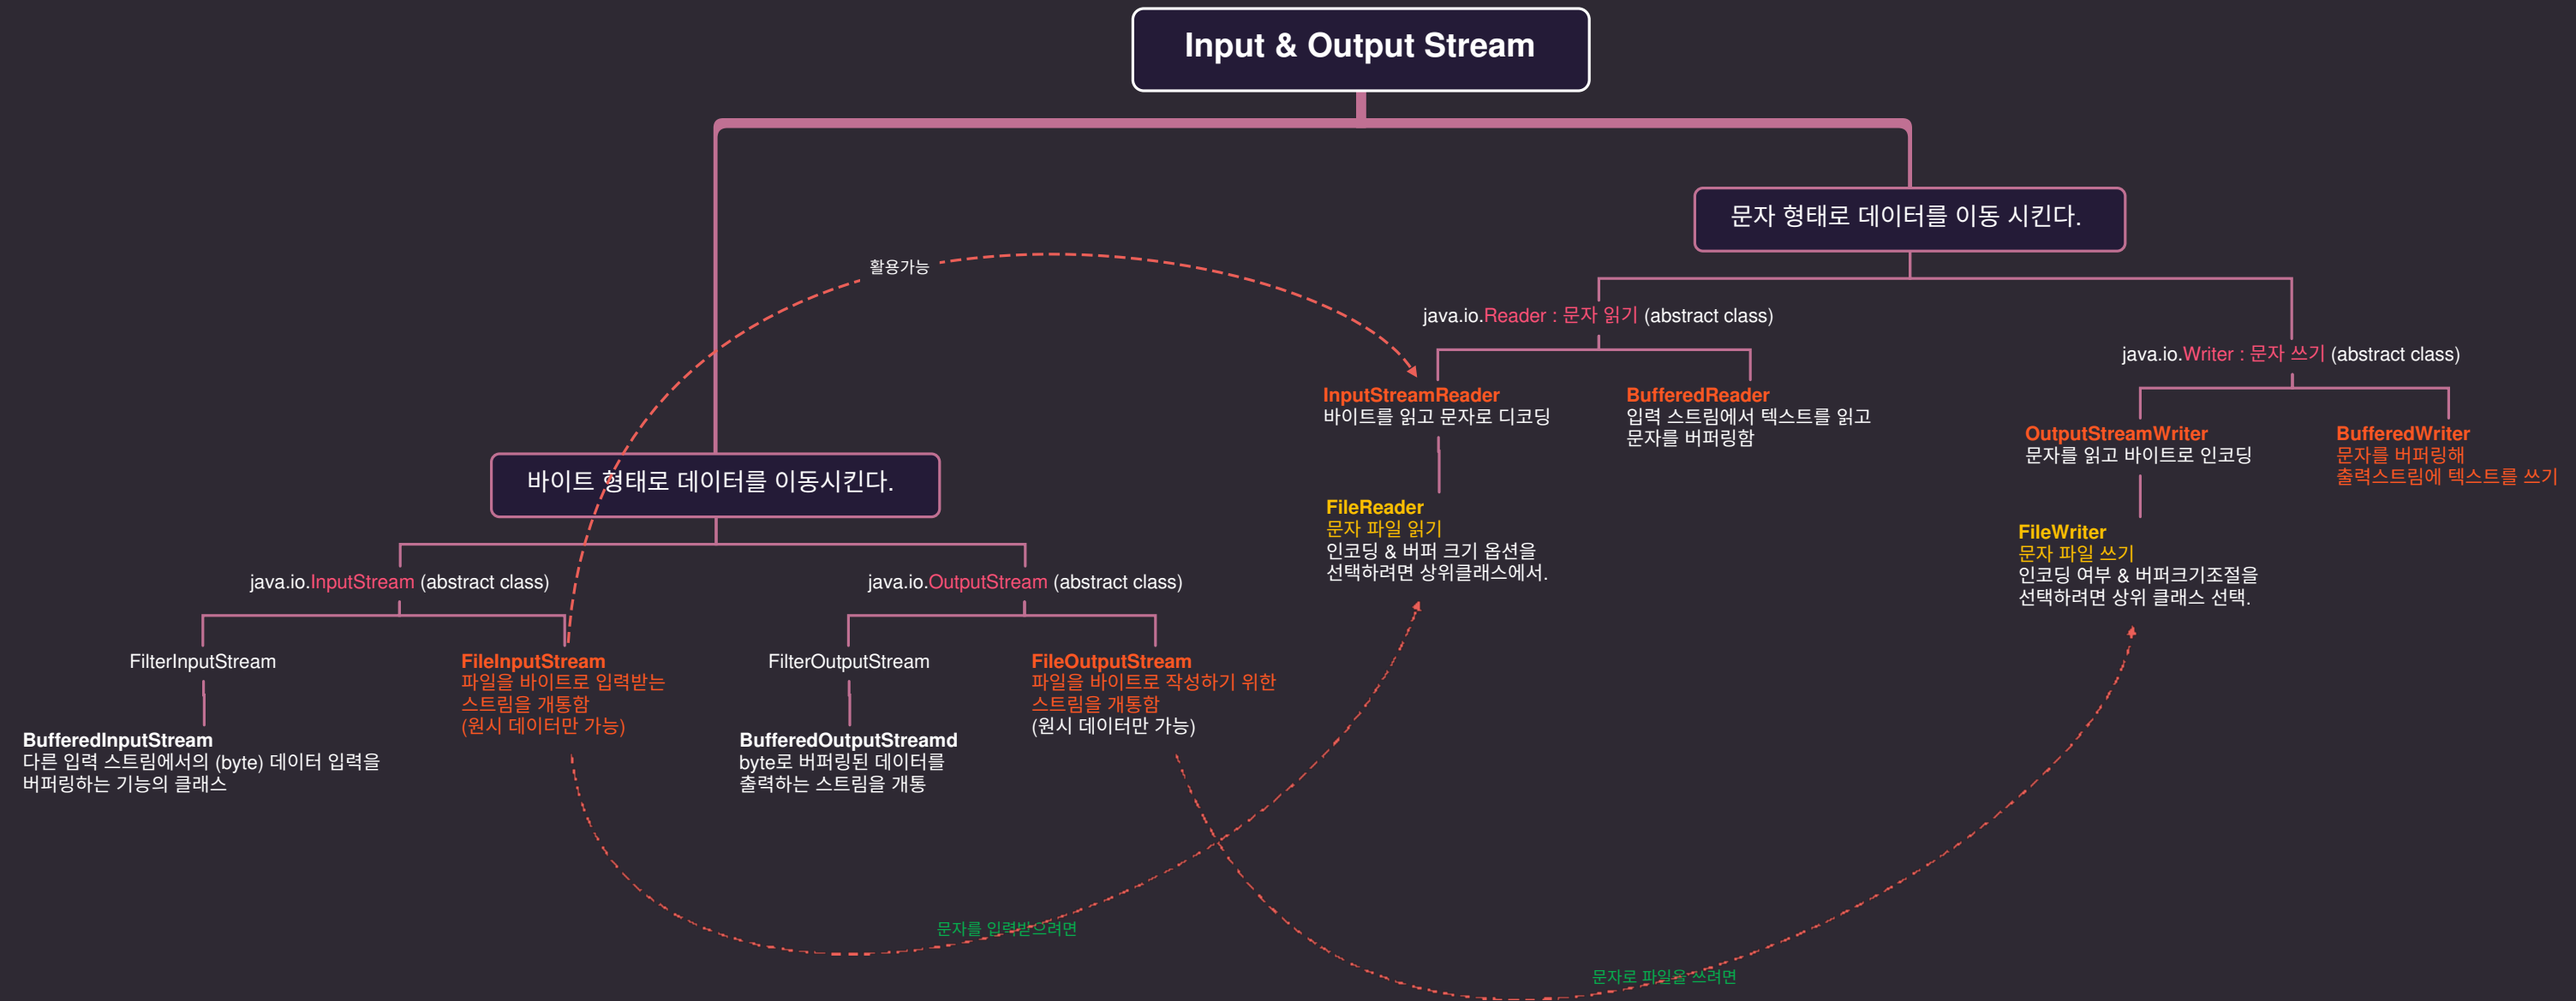 Input & Output Stream
문자 형태로 데이터를 이동 시킨다.
활용가능
java.io.Reader : 문자 읽기 (abstract class)
java.io.Writer : 문자 쓰기 (abstract class)
InputStreamReader
바이트를 읽고 문자로 디코딩
BufferedReader
입력 스트림에서 텍스트를 읽고
문자를 버퍼링함
OutputStreamWriter
문자를 읽고 바이트로 인코딩
BufferedWriter
문자를 버퍼링해
출력스트림에 텍스트를 쓰기
바이트 형태로 데이터를 이동시킨다.
FileReader
문자 파일 읽기
인코딩 & 버퍼 크기 옵션을
선택하려면 상위클래스에서.
FileWriter
문자 파일 쓰기
인코딩 여부 & 버퍼크기조절을
선택하려면 상위 클래스 선택.
java.io.InputStream (abstract class)
java.io.OutputStream (abstract class)
FilterInputStream
FileInputStream
파일을 바이트로 입력받는
스트림을 개통함
(원시 데이터만 가능)
FilterOutputStream
FileOutputStream
파일을 바이트로 작성하기 위한
스트림을 개통함
(원시 데이터만 가능)
BufferedInputStream
다른 입력 스트림에서의 (byte) 데이터 입력을
버퍼링하는 기능의 클래스
BufferedOutputStreamd
byte로 버퍼링된 데이터를
출력하는 스트림을 개통
문자를 입력받으려면
문자로 파일을 쓰려면